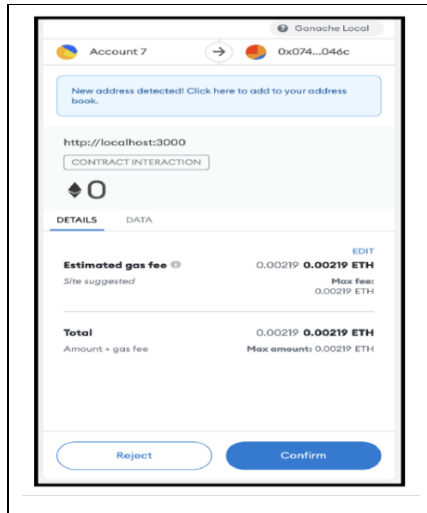 Ganache Local
Account 7
0x074...046c
New address detected! Click here to add to your address
book.
http://localhost:3000
CONTRACT INTERACTION
0
DETAILS DATA
EDIT
Estimated gas fee 0.00219 0.00219 ETH
Site suggested Max fee:
0.00219 ETH
Total 0.00219 0.00219 ETH
Amount + gas fee Max amount: 0.00219 ETH
Reject Confirm